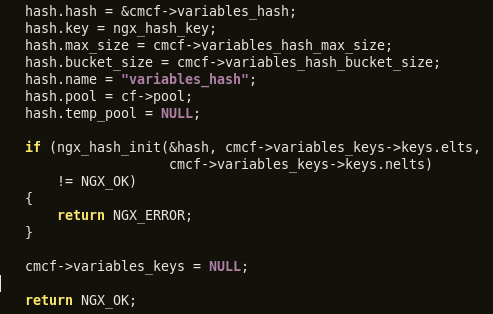 hash.hash = &cmcf->variables_hash;
hash.key = ngx_hash_key;
hash.max_size = cmcf->variables_hash_max_size;
hash.bucket_size = cmcf->variables_hash_bucket_size;
hash.name = "variables_hash";
hash.pool = cf->pool;
hash.temp_pool = NULL;

if (ngx_hash_init(&hash, cmcf->variables_keys->keys.elts,
                  cmcf->variables_keys->keys.nelts)
    != NGX_OK)
{
    return NGX_ERROR;
}

cmcf->variables_keys = NULL;

return NGX_OK;